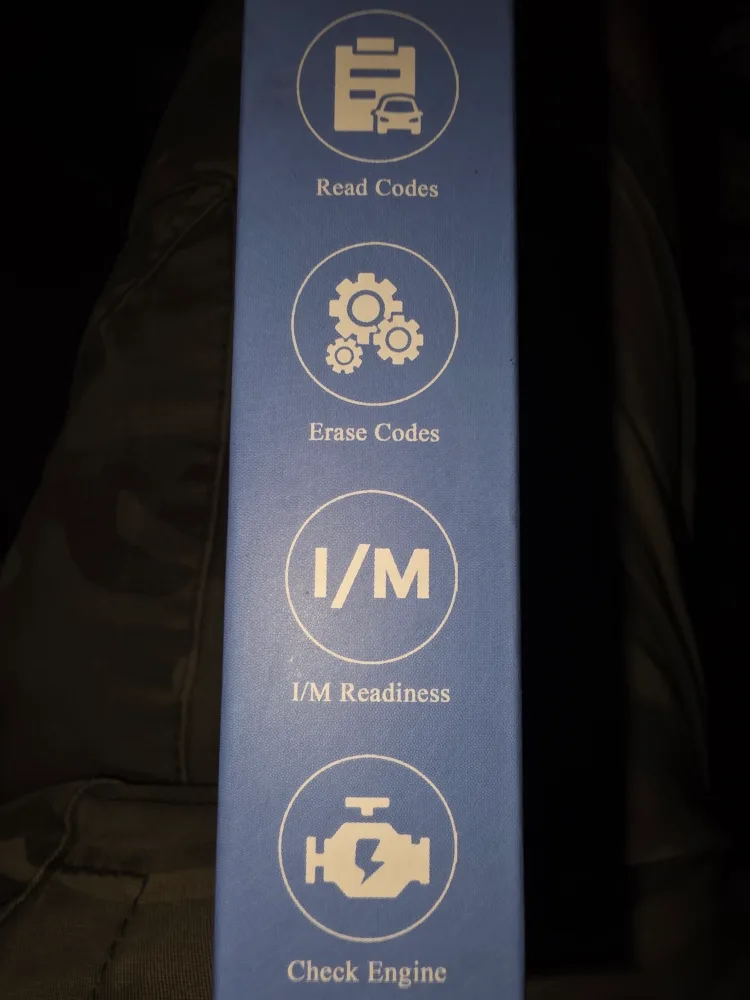 Read Codes
Erase Codes
I/M
I/M Readiness
Check Engine